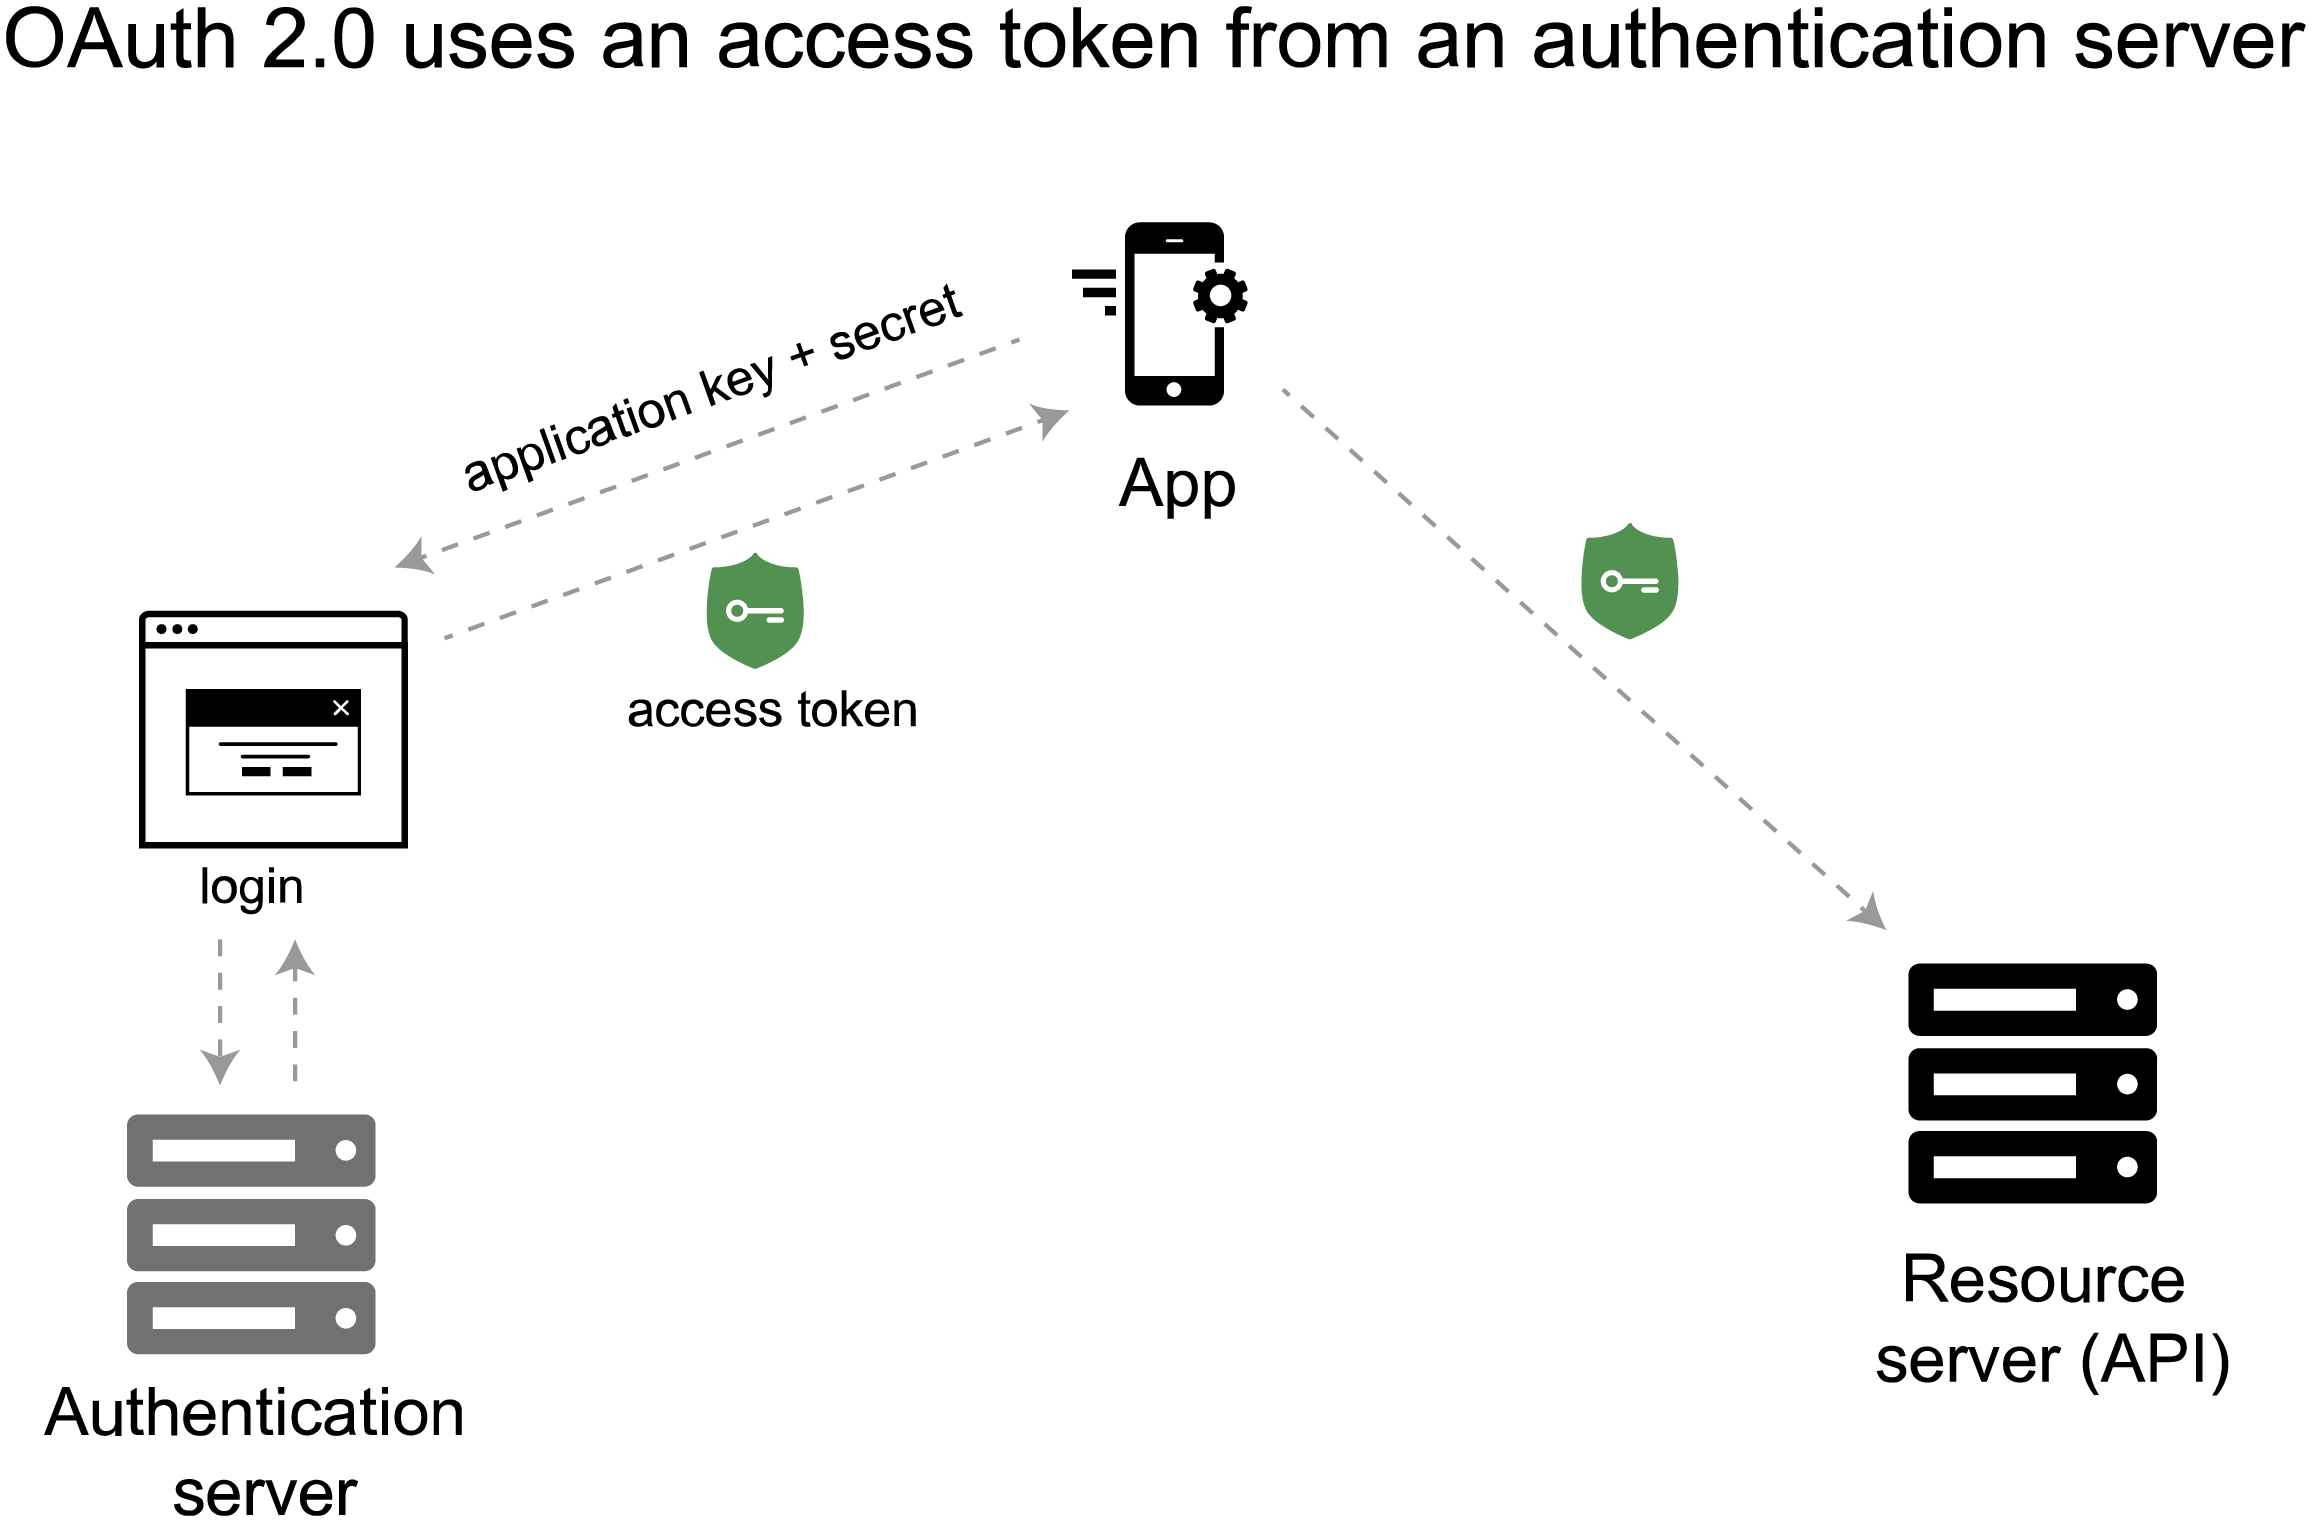 OAuth 2.0 uses an access token from an authentication server
application key + secret
App
access token
login
Resource
server (API)
Authentication
server